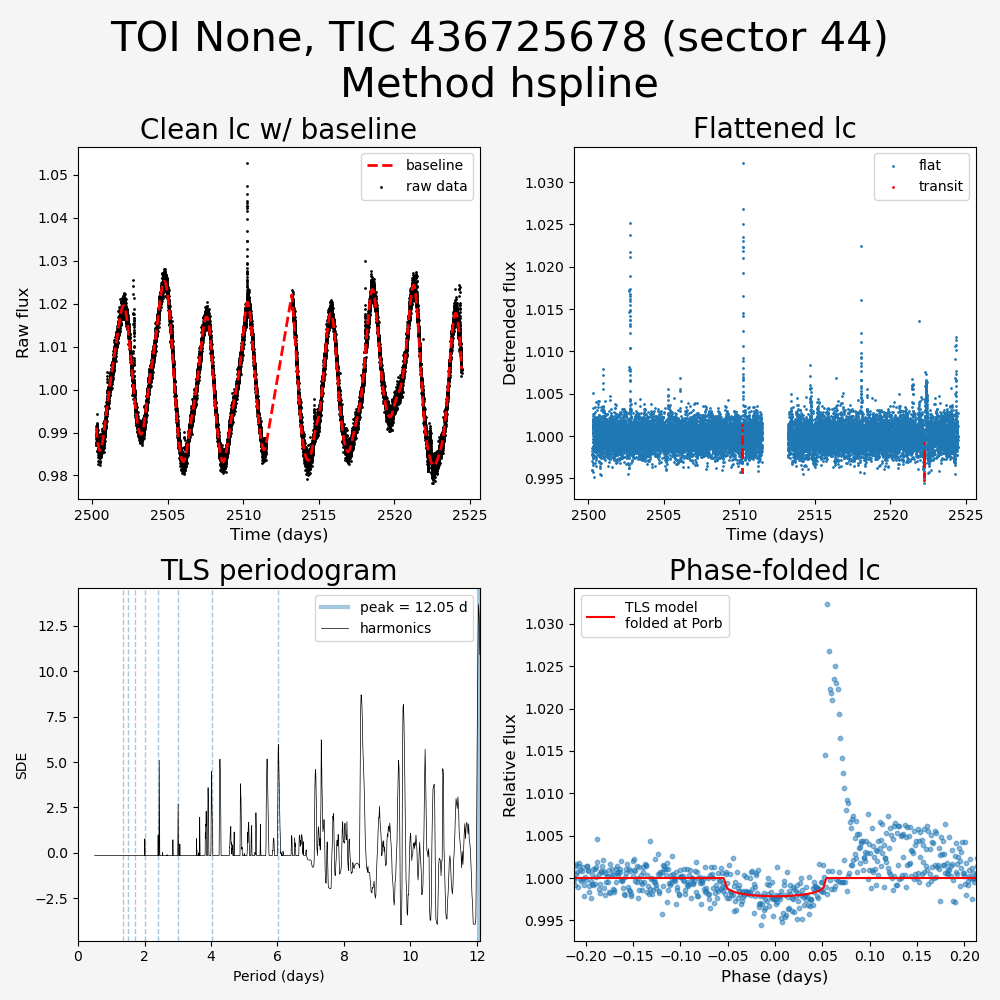 TOI None, TIC 436725678 (sector 44)
Method hspline
Clean lc w/ baseline
Raw flux
1.05
1.04
1.03
1.02
1.01
1.00
0.99
0.98
baseline
raw data
2500
2505
2510
2515
2520
2525
Time (days)
Flattened lc
Detrended flux
1.030
1.025
1.020
1.015
1.010
1.005
1.000
0.995
flat
transit
2500
2505
2510
2515
2520
2525
Time (days)
TLS periodogram
SDE
12.5
10.0
7.5
5.0
2.5
0.0
−2.5
peak = 12.05 d
harmonics
0
2
4
6
8
10
12
Period (days)
Phase-folded lc
Relative flux
1.030
1.025
1.020
1.015
1.010
1.005
1.000
0.995
TLS model
folded at Porb
−0.20
−0.15
−0.10
−0.05
0.00
0.05
0.10
0.15
0.20
Phase (days)